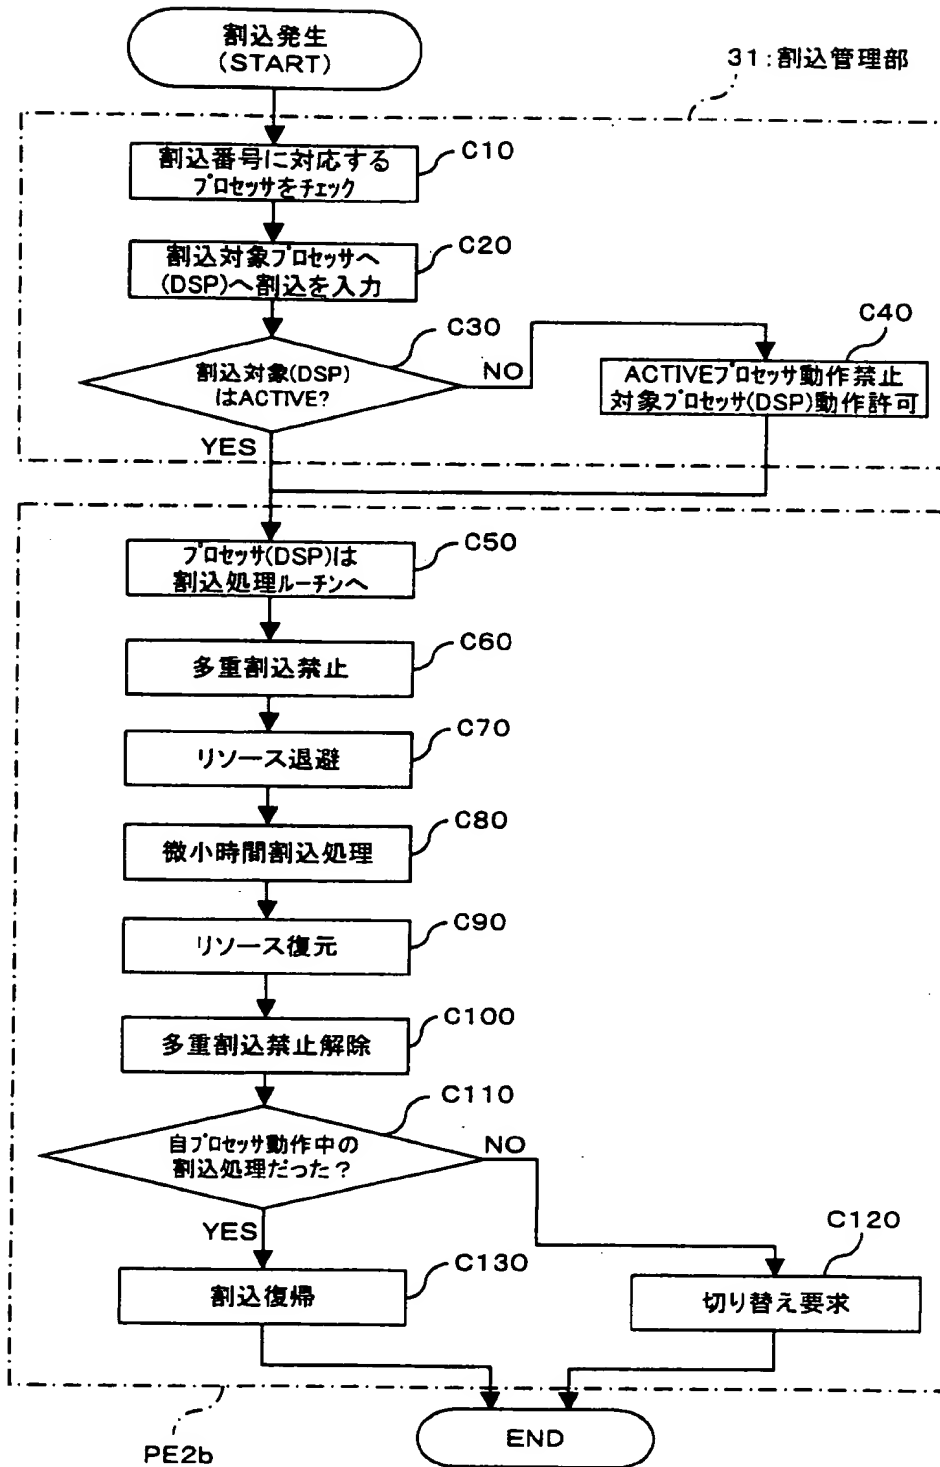 割込発生
(START)
31:割込管理部
割込番号に対応する
プロセッサをチェック
C10
割込対象プロセッサへ
(DSP)へ割込を入力
C20
割込対象(DSP)
はACTIVE?
C30
NO
YES
ACTIVEプロセッサ動作禁止
対象プロセッサ(DSP)動作許可
C40
プロセッサ(DSP)は
割込処理ルーチンへ
C50
多重割込禁止
C60
リソース退避
C70
微小時間割込処理
C80
リソース復元
C90
多重割込禁止解除
C100
自プロセッサ動作中の
割込処理だった?
C110
NO
YES
割込復帰
C130
切り替え要求
C120
END
PE2b